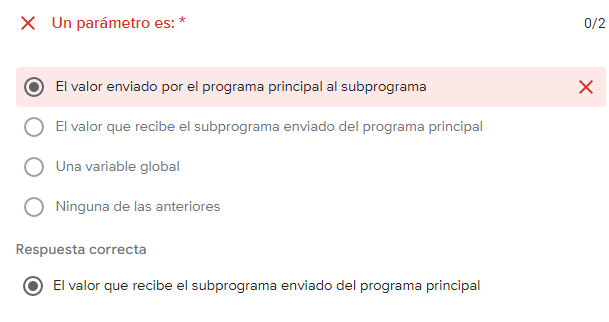 Un parámetro es: *
0/2
El valor enviado por el programa principal al subprograma
El valor que recibe el subprograma enviado del programa principal
Una variable global
Ninguna de las anteriores
Respuesta correcta
El valor que recibe el subprograma enviado del programa principal